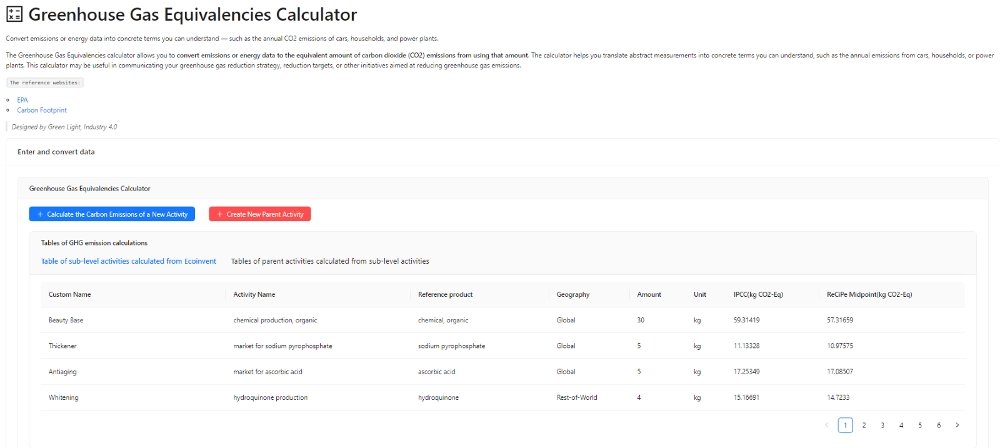 Greenhouse Gas Equivalencies Calculator
Convert emissions or energy data into concrete terms you can understand — such as the annual CO2 emissions of cars, households, and power plants.
The Greenhouse Gas Equivalencies calculator allows you to convert emissions or energy data to the equivalent amount of carbon dioxide (CO2) emissions from using that amount. The calculator helps you translate abstract measurements into concrete terms you can understand, such as the annual emissions from cars, households, or power
plants. This calculator may be useful in communicating your greenhouse gas reduction strategy, reduction targets, or other initiatives aimed at reducing greenhouse gas emissions.
The reference websites:
EPA
Carbon Footprint
Designed by Green Light, Industry 4.0
Enter and convert data
Greenhouse Gas Equivalencies Calculator
+ Calculate the Carbon Emissions of a New Activity + Create New Parent Activity
Tables of GHG emission calculations
Table of sub-level activities calculated from Ecoinvent Tables of parent activities calculated from sub-level activities
Custom Name Activity Name Reference product Geography Amount Unit IPCC(kg CO2-Eq) ReCiPe Midpoint(kg CO2-Eq)
Beauty Base chemical production, organic chemical, organic Global 30 kg 59.31419 57.31659
Thickener market for sodium pyrophosphate sodium pyrophosphate Global 5 kg 11.13328 10.97575
Antiaging market for ascorbic acid ascorbic acid Global 5 kg 17.25349 17.08507
Whitening hydroquinone production hydroquinone Rest-of-World 4 kg 15.16691 14.7233
< 1 2 3 4 5 6 >